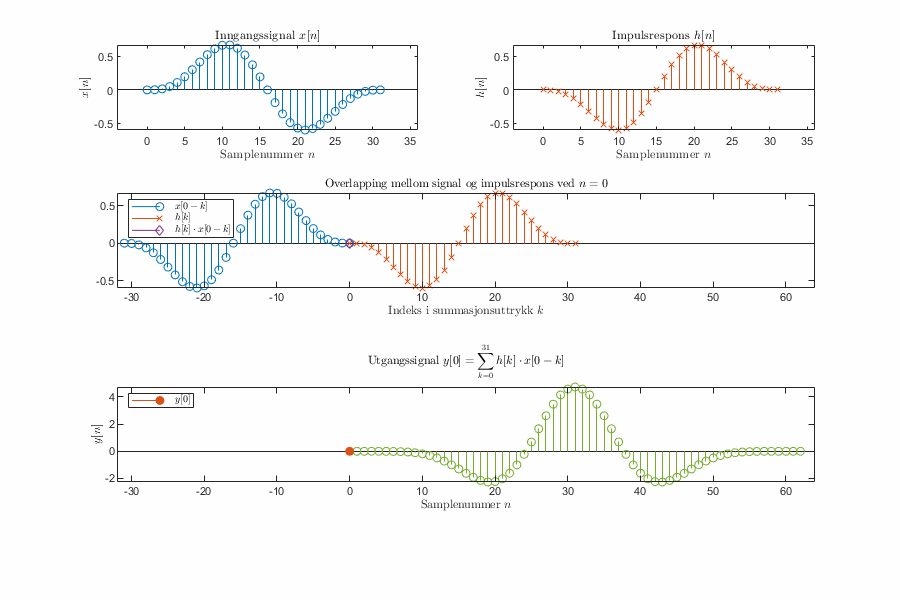 Inngangssignal x[n]
0.5
0
-0.5
x[n]
0 5 10 15 20 25 30 35
Samplenummer n
Impulsrespons h[n]
0.5
0
-0.5
h[n]
0 5 10 15 20 25 30 35
Samplenummer n
Overlapping mellom signal og impulsrespons ved n = 0
x[0 − k]
h[k]
h[k] · x[0 − k]
0.5
0
-0.5
-30 -20 -10 0 10 20 30 40 50 60
Indeks i summasjonsuttrykk k
Utgangssignal y[0] = ∑_{k=0}^{31} h[k] · x[0 − k]
y[0]
4
2
0
-2
y[n]
-30 -20 -10 0 10 20 30 40 50 60
Samplenummer n